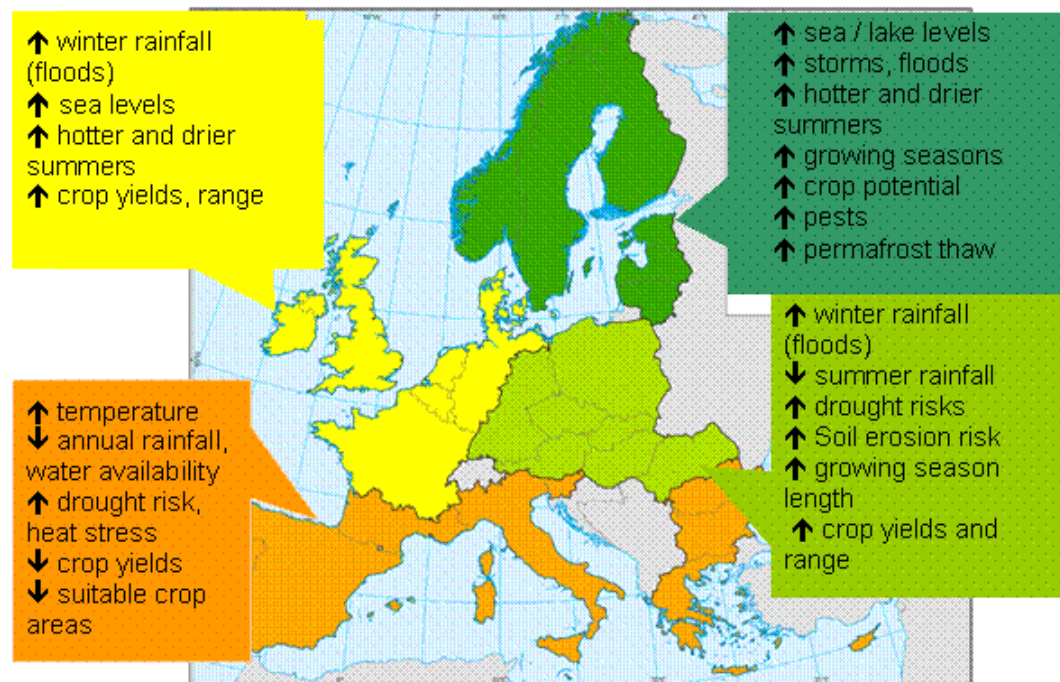 ↑ winter rainfall
(floods)
↑ sea levels
↑ hotter and drier
summers
↑ crop yields, range
↑ sea / lake levels
↑ storms, floods
↑ hotter and drier
summers
↑ growing seasons
↑ crop potential
↑ pests
↑ permafrost thaw
↑ temperature
↓ annual rainfall,
water availability
↑ drought risk,
heat stress
↓ crop yields
↓ suitable crop
areas
↑ winter rainfall
(floods)
↓ summer rainfall
↑ drought risks
↑ Soil erosion risk
↑ growing season
length
↑ crop yields and
range